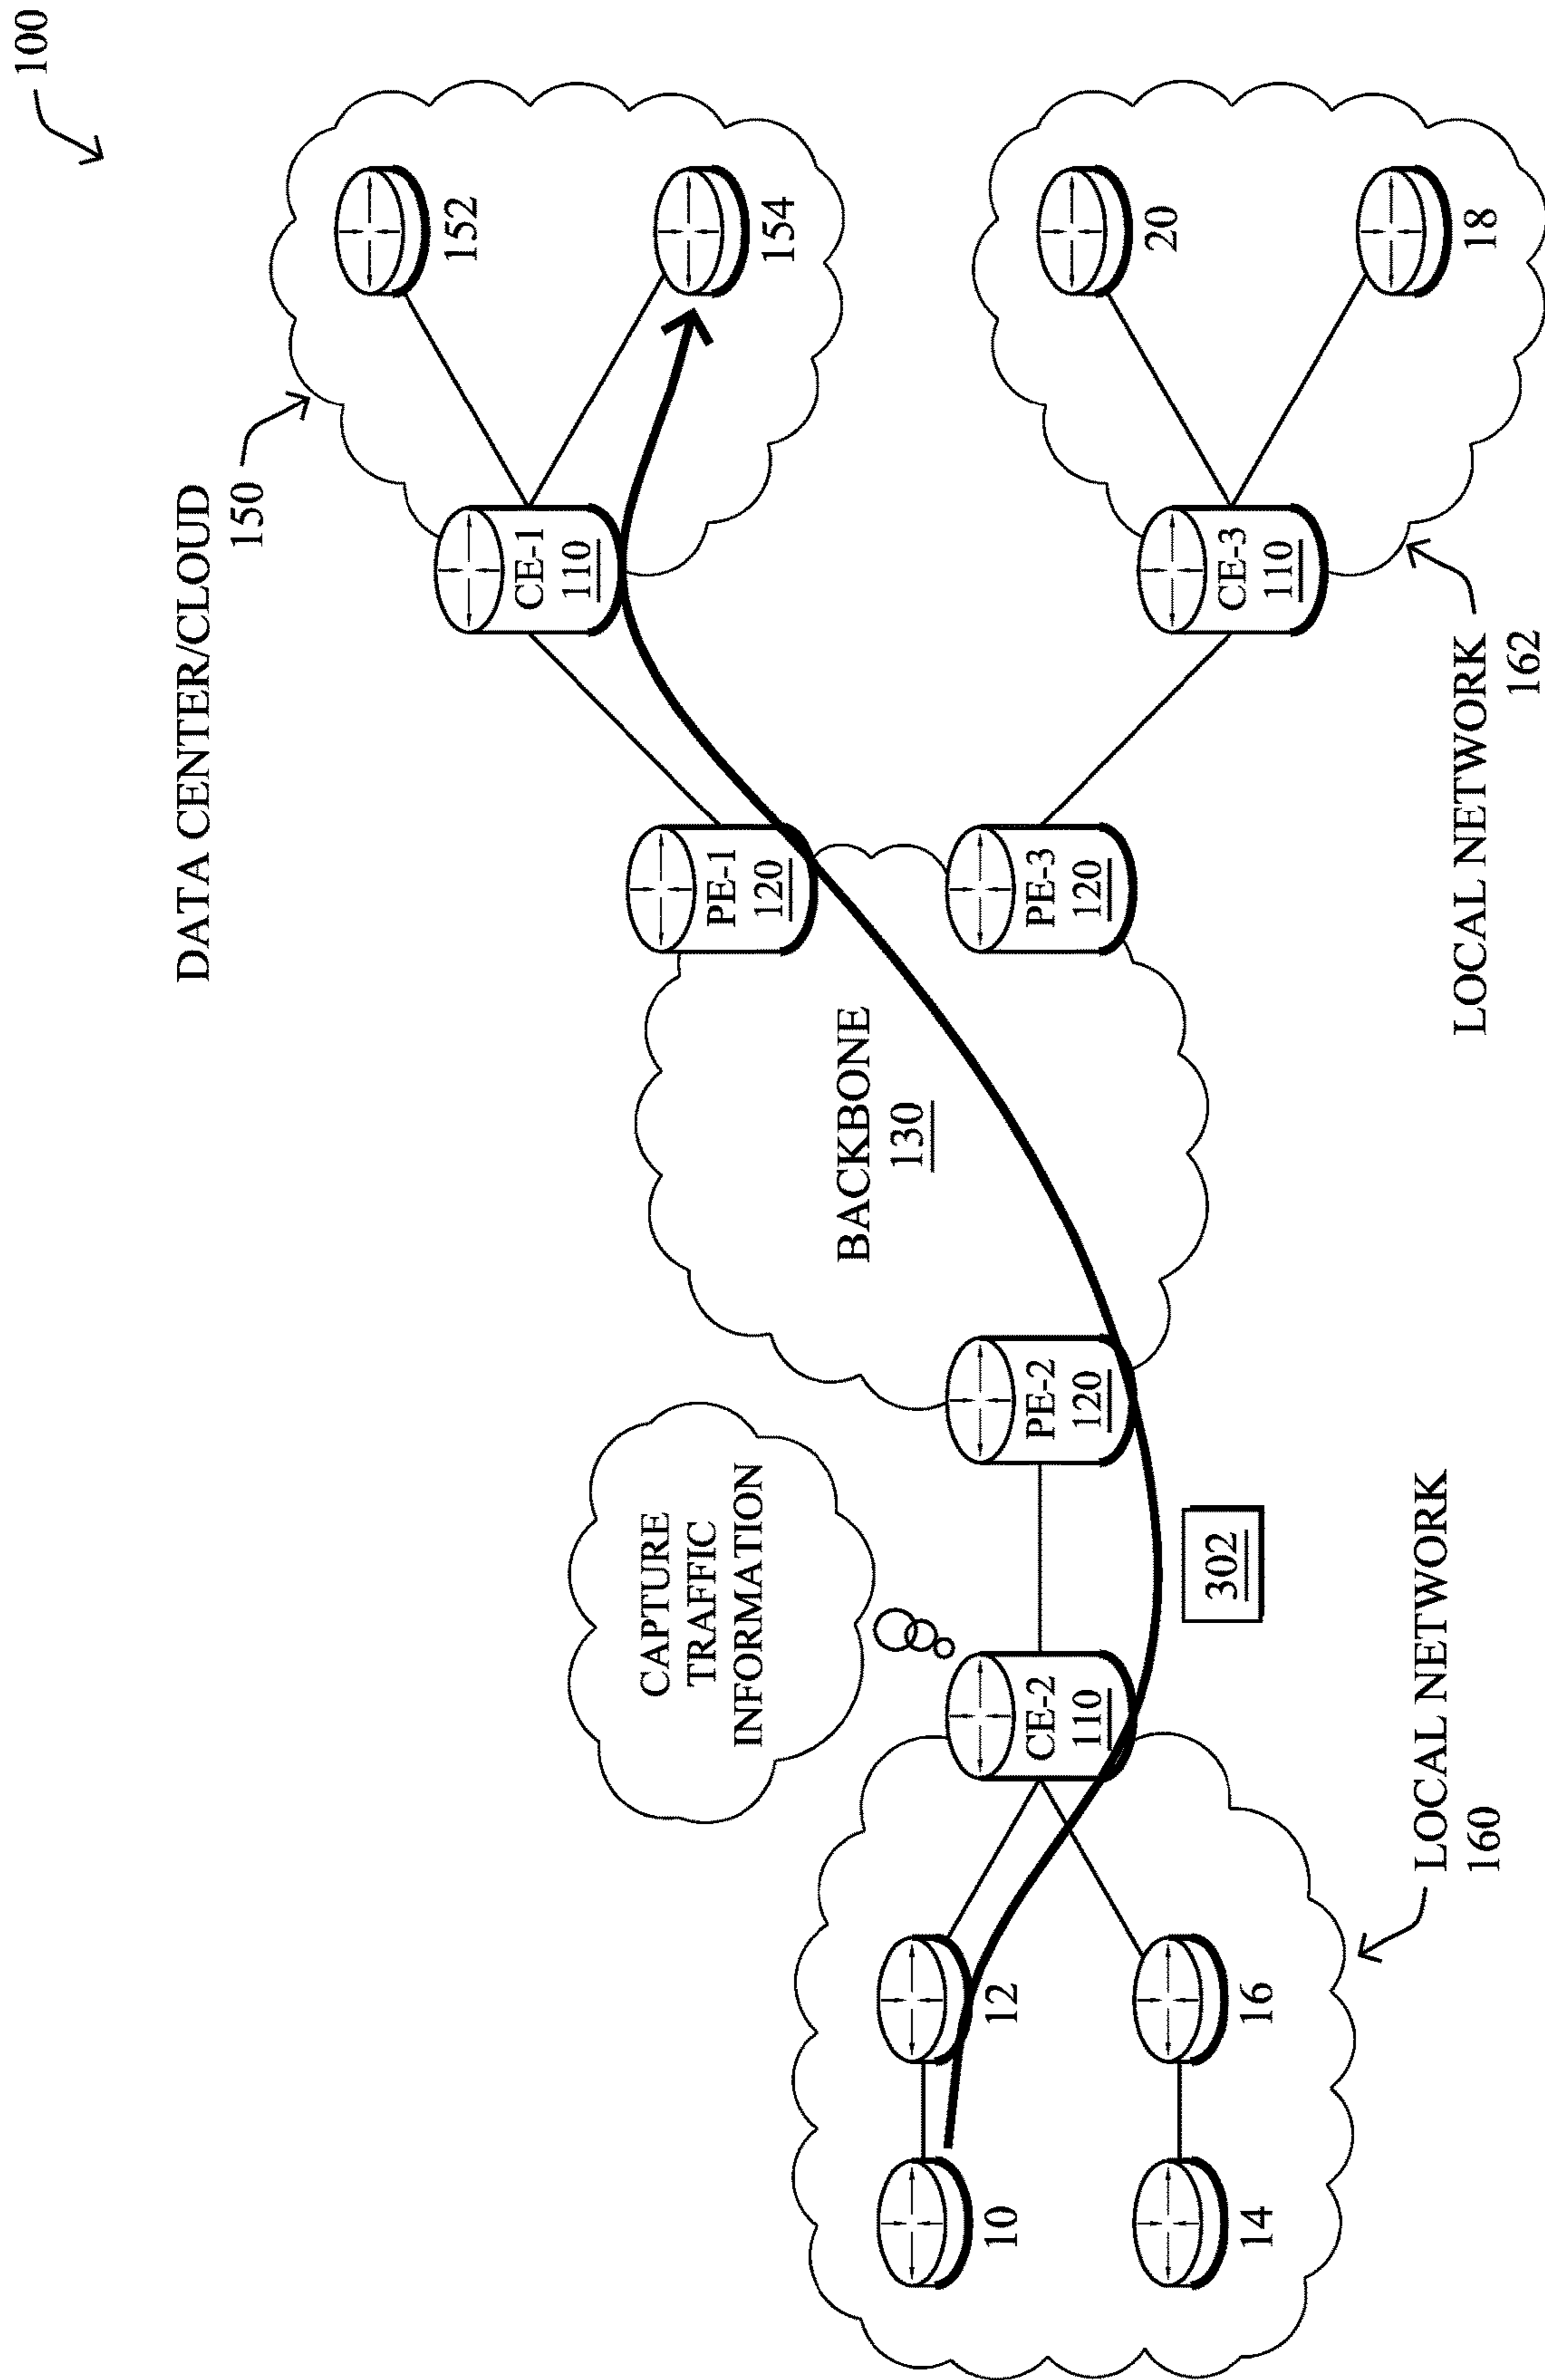 100
DATA CENTER/CLOUD
150
152
154
CE-1
110
PE-1
120
BACKBONE
130
PE-3
120
CE-3
110
20
18
LOCAL NETWORK
162
CAPTURE
TRAFFIC
INFORMATION
PE-2
120
302
CE-2
110
12
10
16
14
LOCAL NETWORK
160